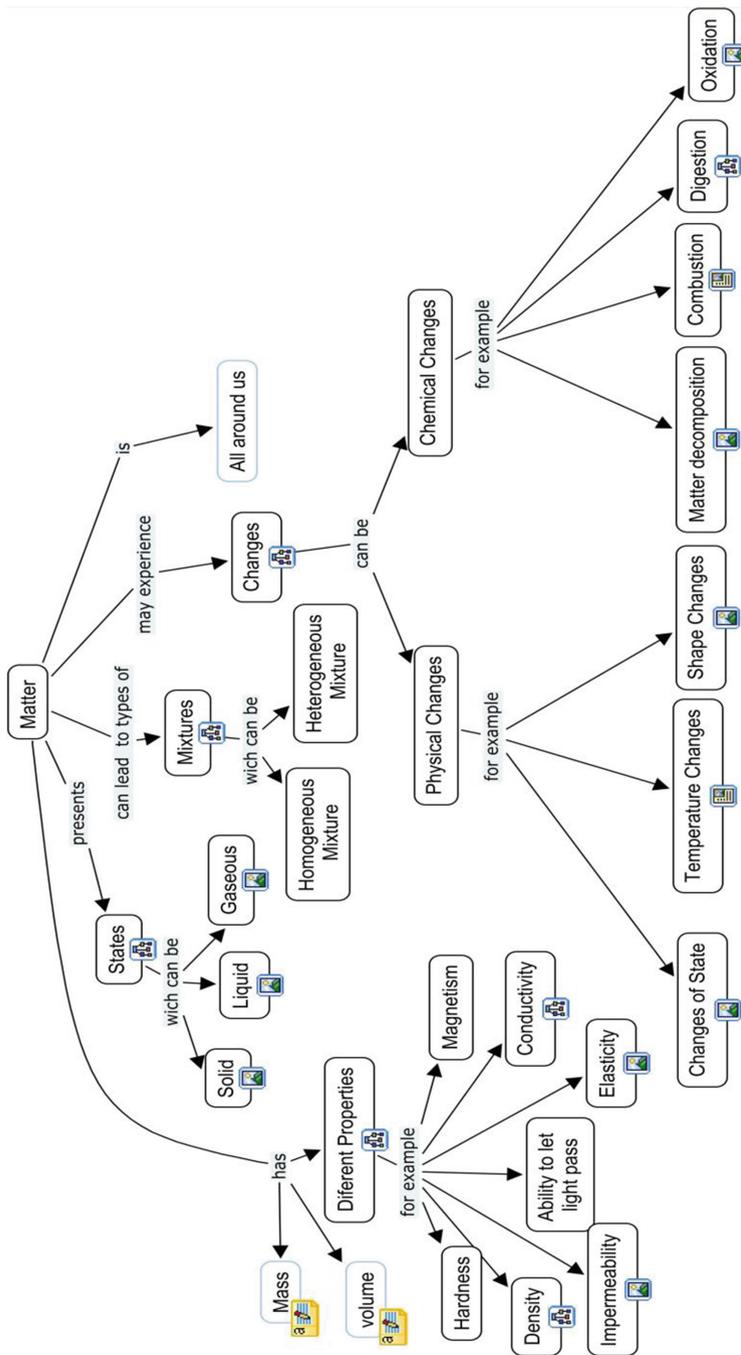 Matter
has
presents
can lead to types of
may experience
is
Mass
volume
Diferent Properties
States
Mixtures
Changes
All around us
for example
Hardness
Density
Impermeability
Ability to let
light pass
Elasticity
Conductivity
Magnetism
wich can be
Solid
Liquid
Gaseous
wich can be
Homogeneous
Mixture
Heterogeneous
Mixture
can be
Physical Changes
Chemical Changes
for example
Changes of State
Temperature Changes
Shape Changes
for example
Matter decomposition
Combustion
Digestion
Oxidation
a
a